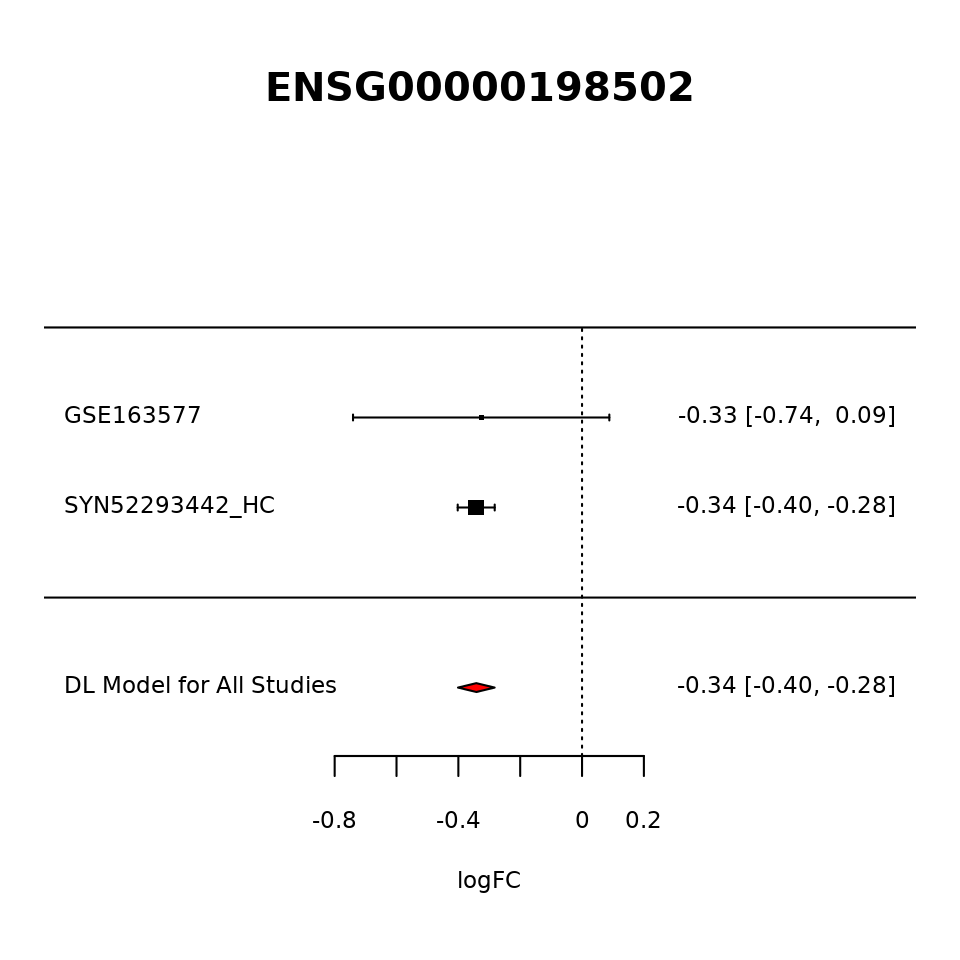 ENSG00000198502
GSE163577 -0.33 [-0.74,  0.09]
SYN52293442_HC -0.34 [-0.40, -0.28]
DL Model for All Studies -0.34 [-0.40, -0.28]
-0.8 -0.4 0 0.2
logFC